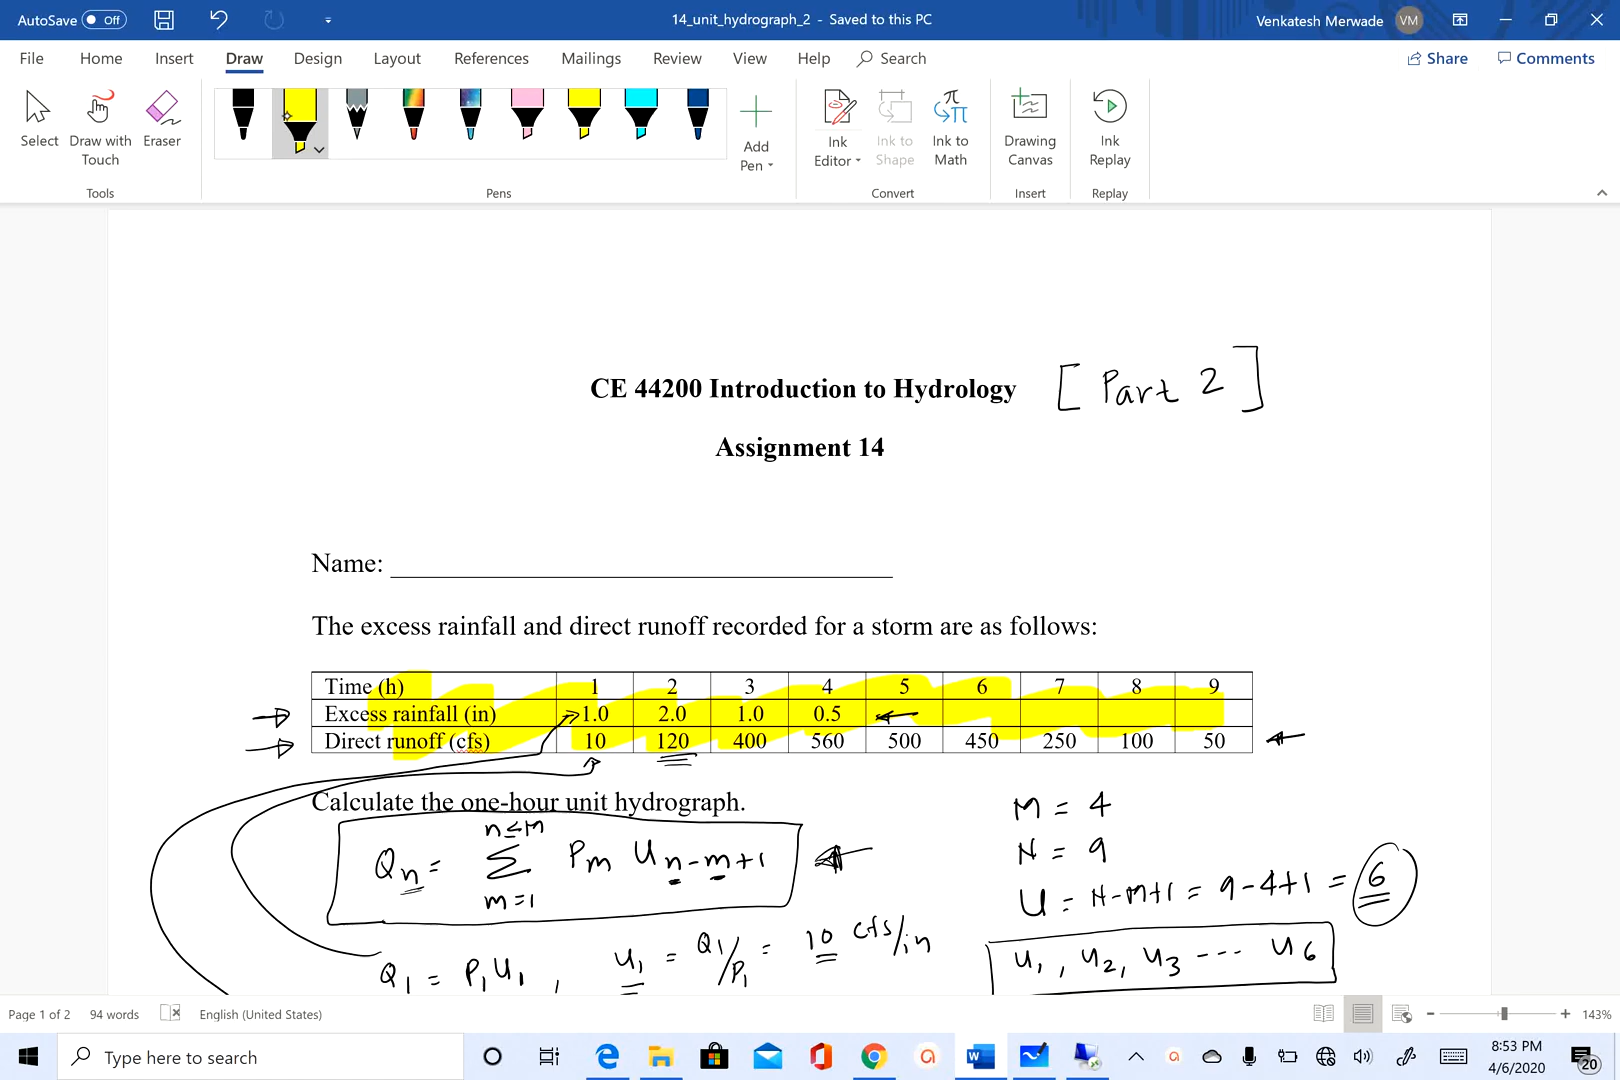 AutoSave Off 14_unit_hydrograph_2 - Saved to this PC Venkatesh Merwade VM
File Home Insert Draw Design Layout References Mailings Review View Help Search Share Comments
Select Draw with Touch Eraser Add Pen Ink Editor Ink to Shape Ink to Math Drawing Canvas Ink Replay
Tools Pens Convert Insert Replay
CE 44200 Introduction to Hydrology [Part 2]
Assignment 14
Name:
The excess rainfall and direct runoff recorded for a storm are as follows:
Time (h) 1 2 3 4 5 6 7 8 9
Excess rainfall (in) 1.0 2.0 1.0 0.5
Direct runoff (cfs) 10 120 400 560 500 450 250 100 50
Calculate the one-hour unit hydrograph.
M = 4
n≤M
Qn = Σ Pm Un-m+1
m=1
N = 9
U = N-M+1 = 9-4+1 = 6
Q1 = P1U1, U1 = Q1/P1 = 10 cfs/in
U1, U2, U3 --- U6
Page 1 of 2 94 words English (United States) 143%
Type here to search 8:53 PM
4/6/2020 20